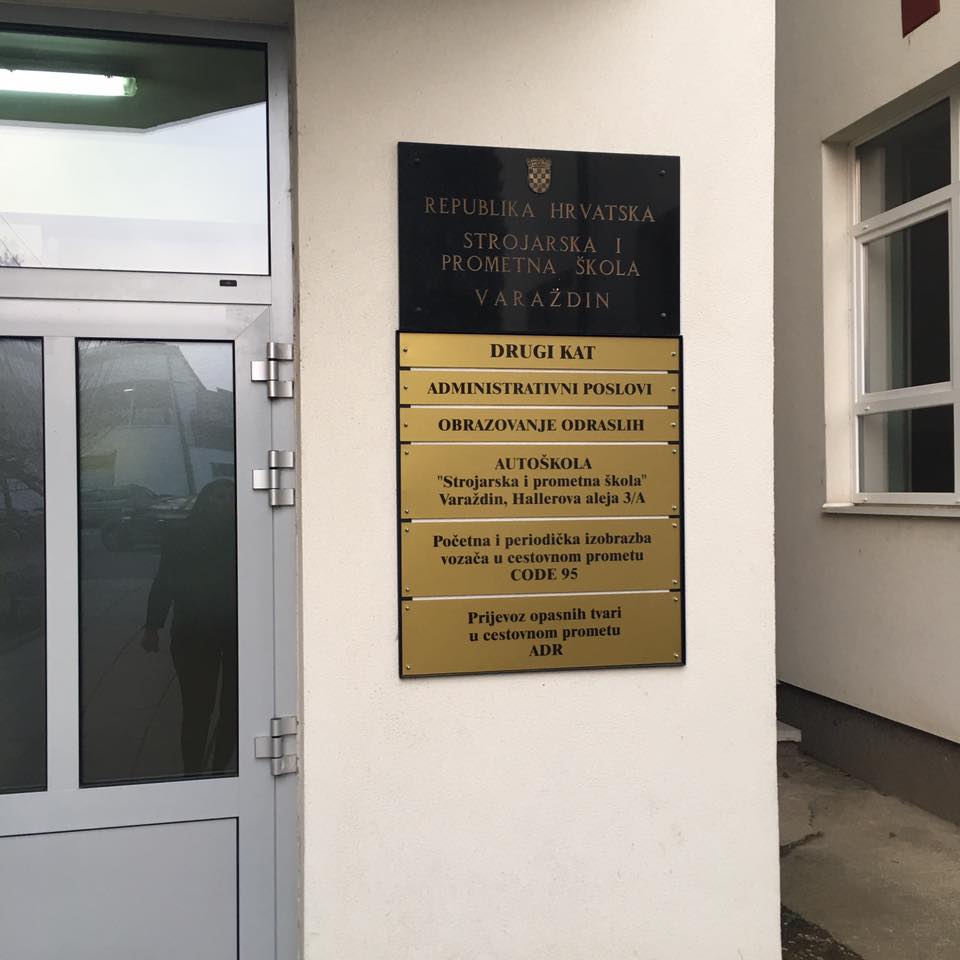 REPUBLIKA HRVATSKA
STROJARSKA I
PROMETNA ŠKOLA
VARAŽDIN
DRUGI KAT
ADMINISTRATIVNI POSLOVI
OBRAZOVANJE ODRASLIH
AUTOŠKOLA
"Strojarska i prometna škola"
Varaždin, Hallerova aleja 3/A
Početna i periodička izobrazba
vozača u cestovnom prometu
CODE 95
Prijevoz opasnih tvari
u cestovnom prometu
ADR